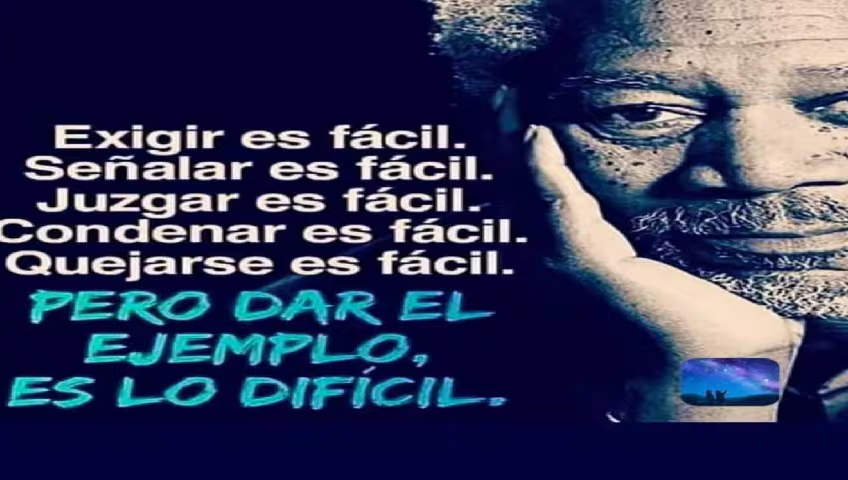 Exigir es fácil.
Señalar es fácil.
Juzgar es fácil.
Condenar es fácil.
Quejarse es fácil.
PERO DAR EL
EJEMPLO,
ES LO DIFÍCIL.